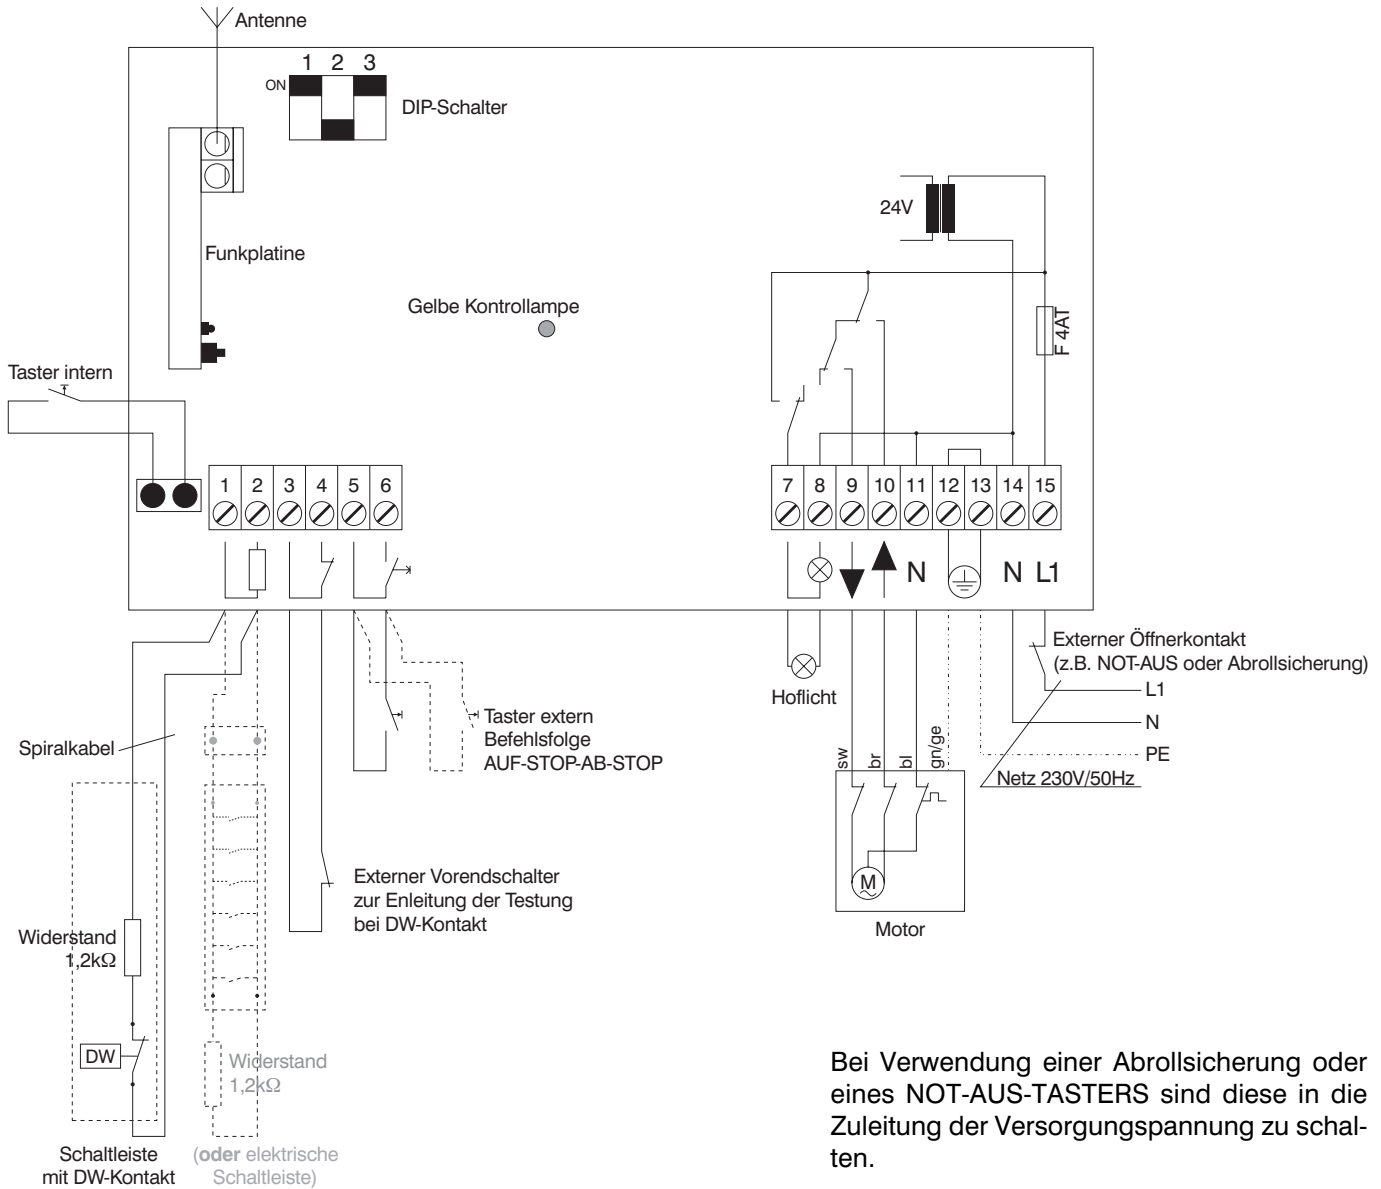 Antenne
1 2 3
ON
DIP-Schalter
24V
Funkplatine
Gelbe Kontrollampe
F 4AT
Taster intern
1 2 3 4 5 6
7 8 9 10 11 12 13 14 15
N N L1
Externer Öffnerkontakt
(z.B. NOT-AUS oder Abrollsicherung)
L1
Hoflicht
N
Taster extern
Befehlsfolge
AUF-STOP-AB-STOP
Spiralkabel
sw br bl gn/ge
PE
Netz 230V/50Hz
M
Motor
Externer Vorendschalter
zur Enleitung der Testung
bei DW-Kontakt
Widerstand
1,2kΩ
DW
Widerstand
1,2kΩ
Schaltleiste
mit DW-Kontakt
(oder elektrische
Schaltleiste)
Bei Verwendung einer Abrollsicherung oder
eines NOT-AUS-TASTERS sind diese in die
Zuleitung der Versorgungspannung zu schal-
ten.